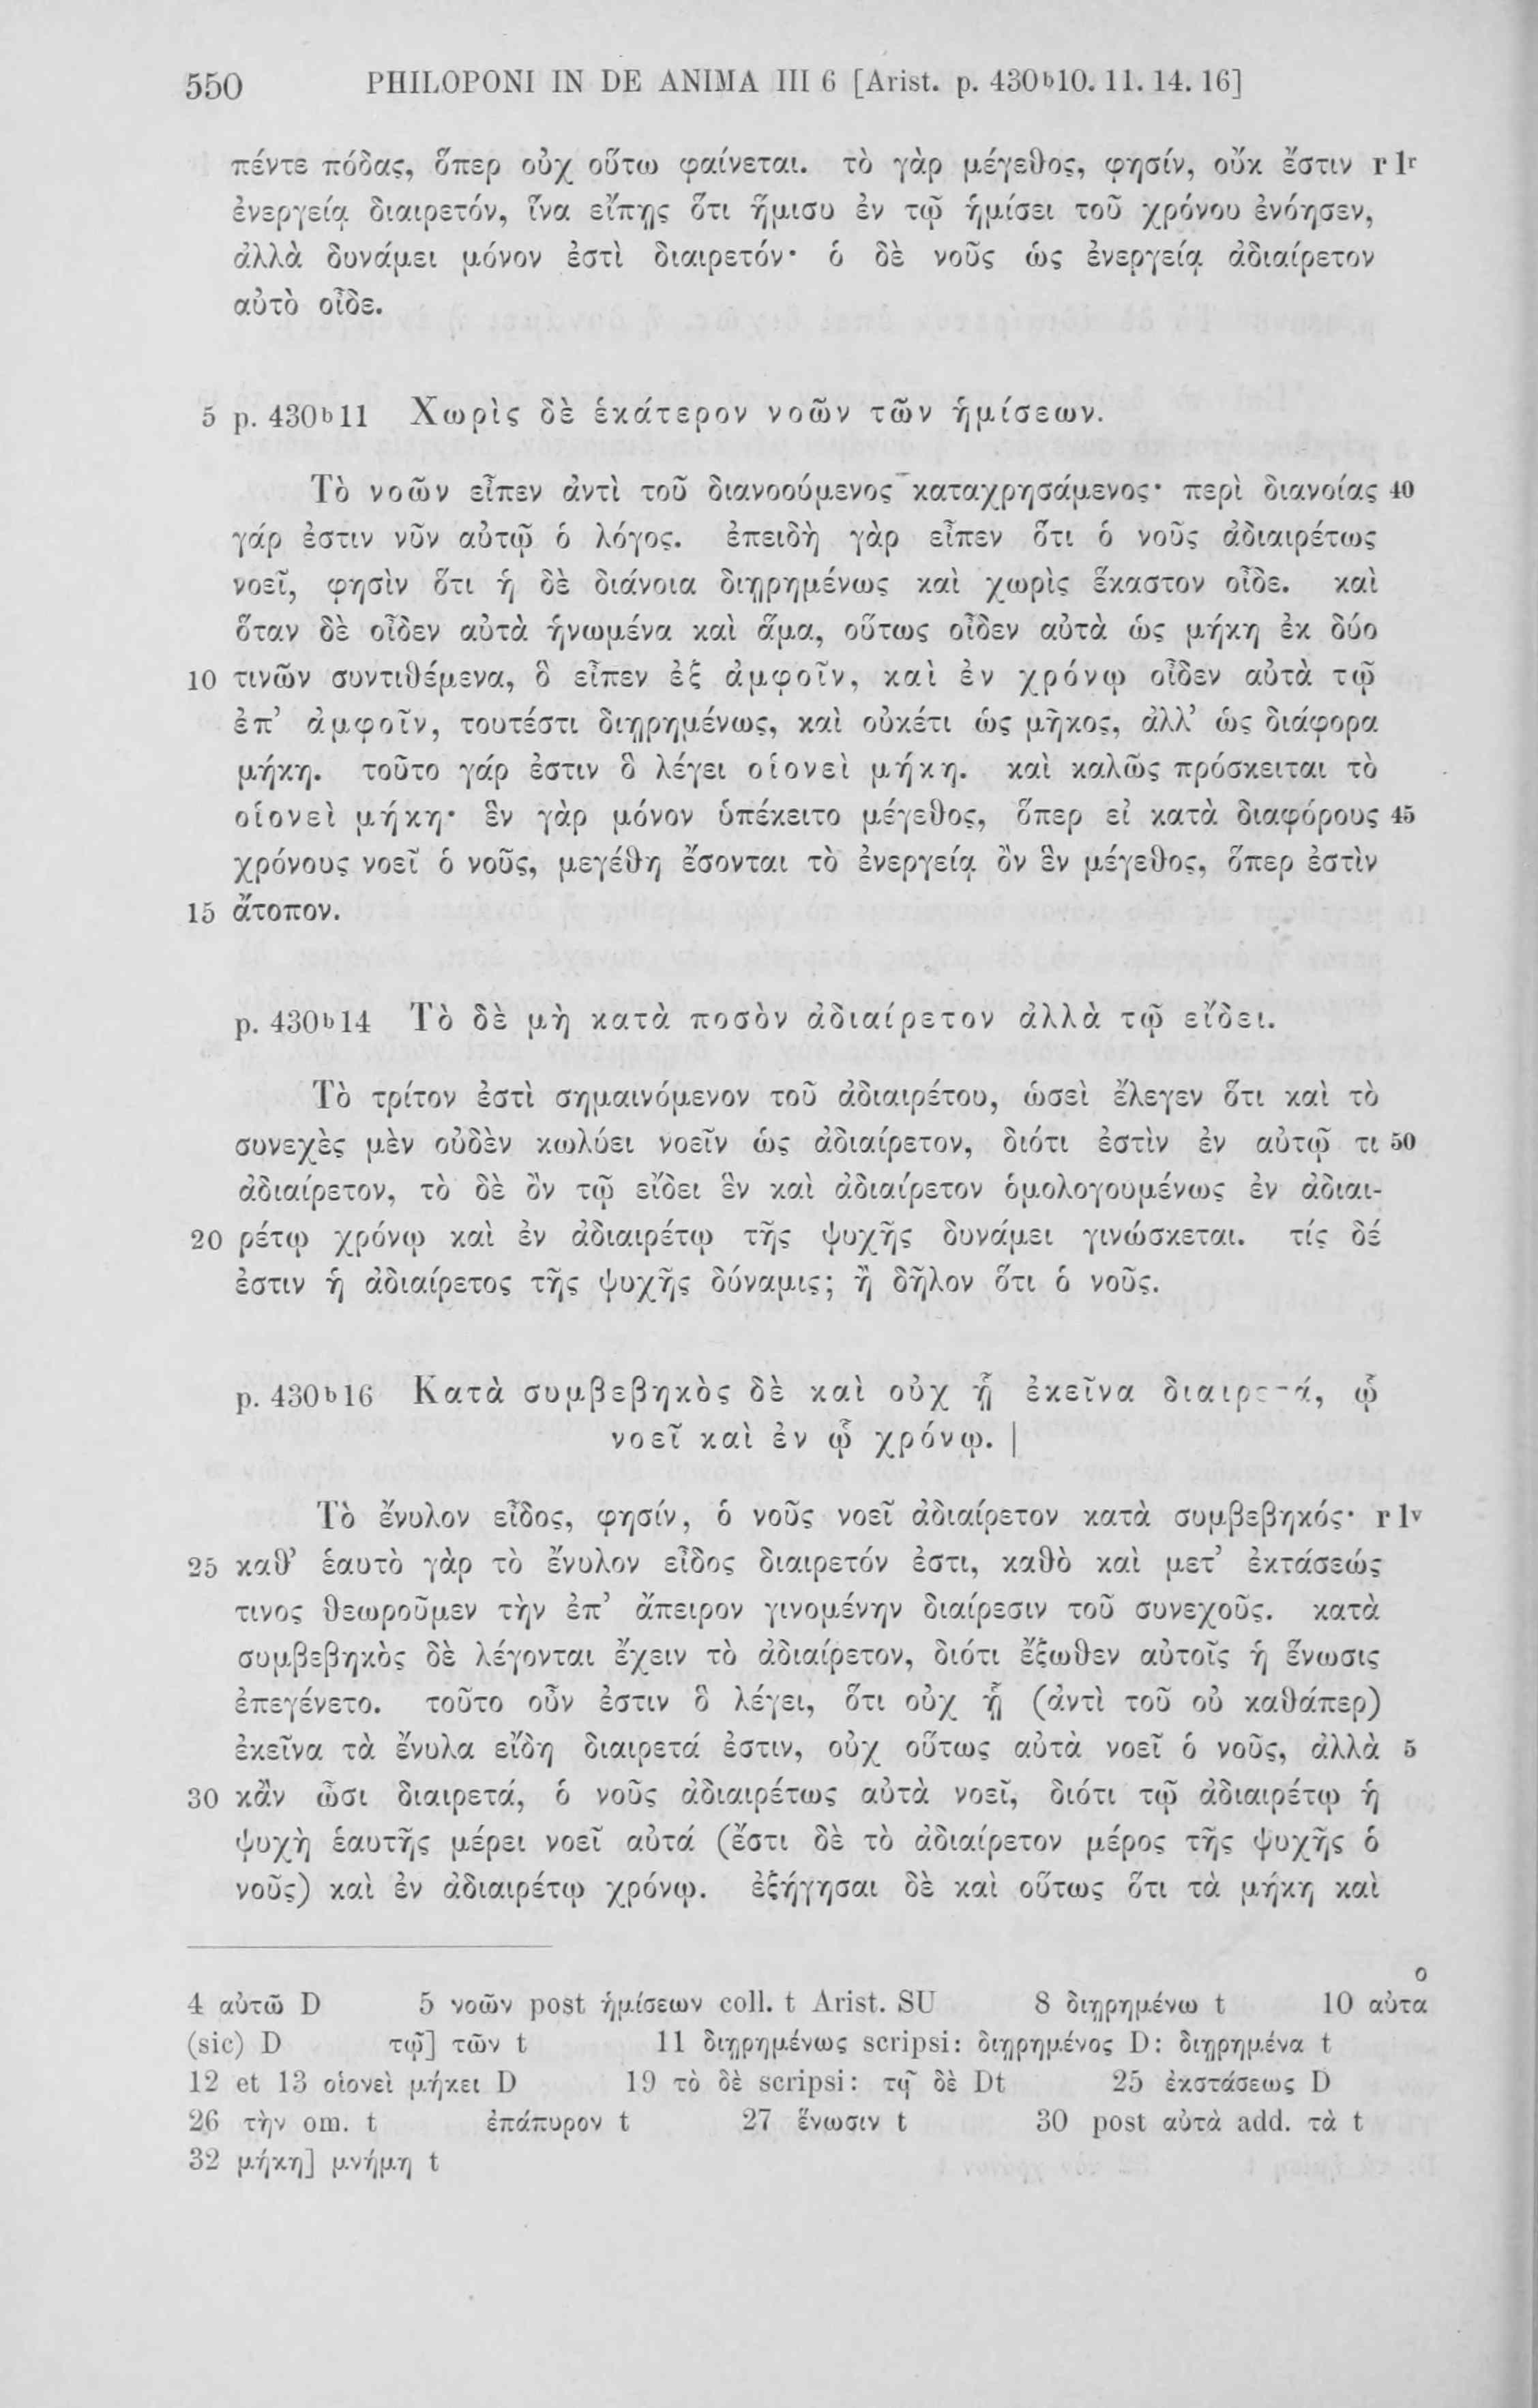 550 PHILOPONI IN DE ANIMA III 6 [Arist. p. 430b10. 11. 14. 16]
πέντε πόδας, ὅπερ οὐχ οὕτω φαίνεται. τὸ γὰρ μέγεθος, φησίν, οὔκ ἔστιν r 1r
ἐνεργείᾳ διαιρετόν, ἵνα εἴπῃς ὅτι ἥμισυ ἐν τῷ ἡμίσει τοῦ χρόνου ἐνόησεν,
ἀλλὰ δυνάμει μόνον ἐστὶ διαιρετόν· ὁ δὲ νοῦς ὡς ἐνεργείᾳ ἀδιαίρετον
αὐτὸ οἶδε.
5 p. 430b11 Χωρὶς δὲ ἑκάτερον νοῶν τῶν ἡμίσεων.
Τὸ νοῶν εἶπεν ἀντὶ τοῦ διανοούμενος καταχρησάμενος· περὶ διανοίας 40
γάρ ἐστιν νῦν αὐτῷ ὁ λόγος. ἐπειδὴ γὰρ εἶπεν ὅτι ὁ νοῦς ἀδιαιρέτως
νοεῖ, φησὶν ὅτι ἡ δὲ διάνοια διῃρημένως καὶ χωρὶς ἕκαστον οἶδε. καὶ
ὅταν δὲ οἶδεν αὐτὰ ἡνωμένα καὶ ἅμα, οὕτως οἶδεν αὐτὰ ὡς μήκη ἐκ δύο
10 τινῶν συντιθέμενα, ὃ εἶπεν ἐξ ἀμφοῖν, καὶ ἐν χρόνῳ οἶδεν αὐτὰ τῷ
ἐπ’ ἀμφοῖν, τουτέστι διῃρημένως, καὶ οὐκέτι ὡς μῆκος, ἀλλ’ ὡς διάφορα
μήκη. τοῦτο γάρ ἐστιν ὃ λέγει οἱονεὶ μήκη. καὶ καλῶς πρόσκειται τὸ
οἱονεὶ μήκη· ἓν γὰρ μόνον ὑπέκειτο μέγεθος, ὅπερ εἰ κατὰ διαφόρους 45
χρόνους νοεῖ ὁ νοῦς, μεγέθη ἔσονται τὸ ἐνεργείᾳ ὂν ἓν μέγεθος, ὅπερ ἐστὶν
15 ἄτοπον.
p. 430b14 Τὸ δὲ μὴ κατὰ ποσὸν ἀδιαίρετον ἀλλὰ τῷ εἴδει.
Τὸ τρίτον ἐστὶ σημαινόμενον τοῦ ἀδιαιρέτου, ὡσεὶ ἔλεγεν ὅτι καὶ τὸ
συνεχὲς μὲν οὐδὲν κωλύει νοεῖν ὡς ἀδιαίρετον, διότι ἐστὶν ἐν αὐτῷ τι 50
ἀδιαίρετον, τὸ δὲ ὂν τῷ εἴδει ἓν καὶ ἀδιαίρετον ὁμολογουμένως ἐν ἀδιαι-
20 ρέτῳ χρόνῳ καὶ ἐν ἀδιαιρέτῳ τῆς ψυχῆς δυνάμει γινώσκεται. τίς δέ
ἐστιν ἡ ἀδιαίρετος τῆς ψυχῆς δύναμις; ἢ δῆλον ὅτι ὁ νοῦς.
p. 430b16 Κατὰ συμβεβηκὸς δὲ καὶ οὐχ ᾗ ἐκεῖνα διαιρετά, ᾧ
νοεῖ καὶ ἐν ᾧ χρόνῳ. |
Τὸ ἔνυλον εἶδος, φησίν, ὁ νοῦς νοεῖ ἀδιαίρετον κατὰ συμβεβηκός· r 1v
25 καθ’ ἑαυτὸ γὰρ τὸ ἔνυλον εἶδος διαιρετόν ἐστι, καθὸ καὶ μετ’ ἐκτάσεώς
τινος θεωροῦμεν τὴν ἐπ’ ἄπειρον γινομένην διαίρεσιν τοῦ συνεχοῦς. κατὰ
συμβεβηκὸς δὲ λέγονται ἔχειν τὸ ἀδιαίρετον, διότι ἔξωθεν αὐτοῖς ἡ ἕνωσις
ἐπεγένετο. τοῦτο οὖν ἐστιν ὃ λέγει, ὅτι οὐχ ᾗ (ἀντὶ τοῦ οὐ καθάπερ)
ἐκεῖνα τὰ ἔνυλα εἴδη διαιρετά ἐστιν, οὐχ οὕτως αὐτὰ νοεῖ ὁ νοῦς, ἀλλὰ 5
30 κἂν ὦσι διαιρετά, ὁ νοῦς ἀδιαιρέτως αὐτὰ νοεῖ, διότι τῷ ἀδιαιρέτῳ ἡ
ψυχὴ ἑαυτῆς μέρει νοεῖ αὐτά (ἔστι δὲ τὸ ἀδιαίρετον μέρος τῆς ψυχῆς ὁ
νοῦς) καὶ ἐν ἀδιαιρέτῳ χρόνῳ. ἐξήγησαι δὲ καὶ οὕτως ὅτι τὰ μήκη καὶ
4 αὐτῶ D 5 νοῶν post ἡμίσεων coll. t Arist. SU 8 διῃρημένω t 10 αὐταο
(sic) D τῷ] τῶν t 11 διῃρημένως scripsi: διῃρημένος D: διῃρημένα t
12 et 13 οἱονεὶ μήκει D 19 τὸ δὲ scripsi: τῷ δὲ Dt 25 ἐκστάσεως D
26 τὴν om. t ἐπάπυρον t 27 ἕνωσιν t 30 post αὐτὰ add. τὰ t
32 μήκη] μνήμη t